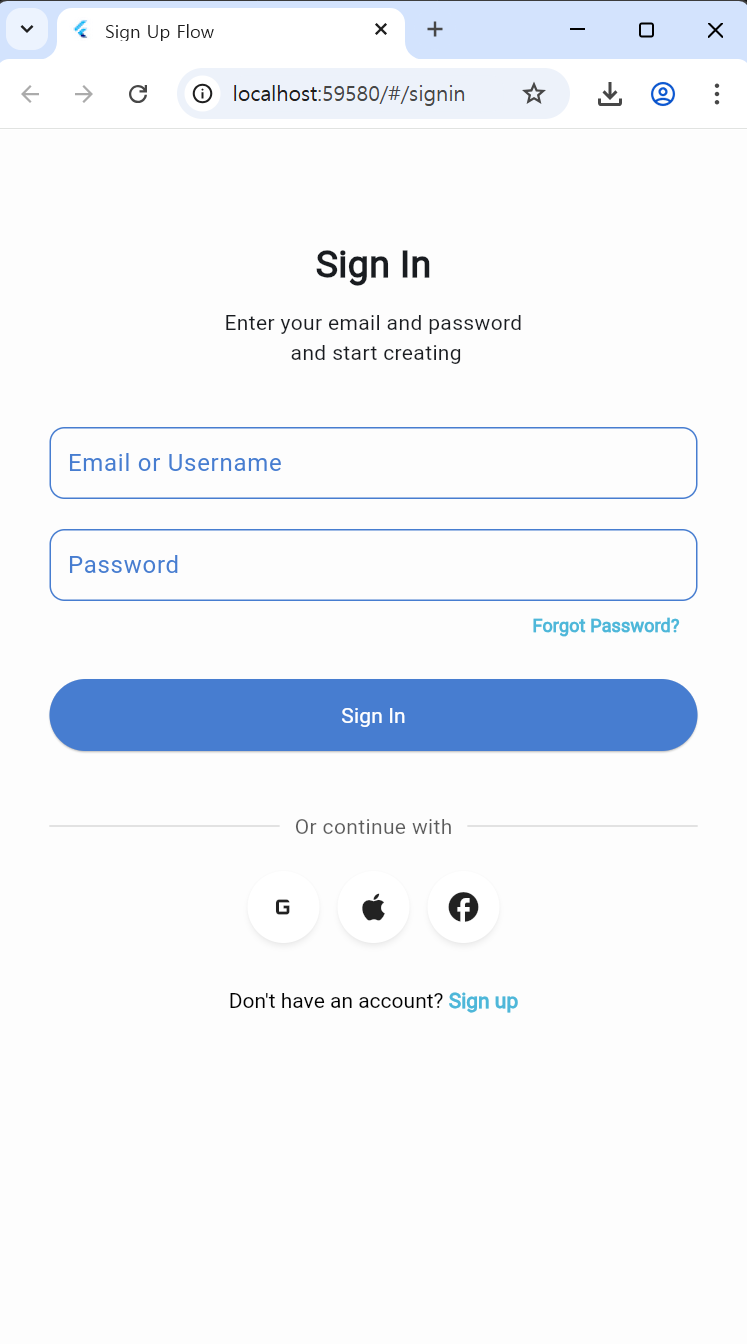 Sign Up Flow
localhost:59580/#/signin
Sign In
Enter your email and password
and start creating
Email or Username
Password
Forgot Password?
Sign In
Or continue with
G
Don't have an account? Sign up